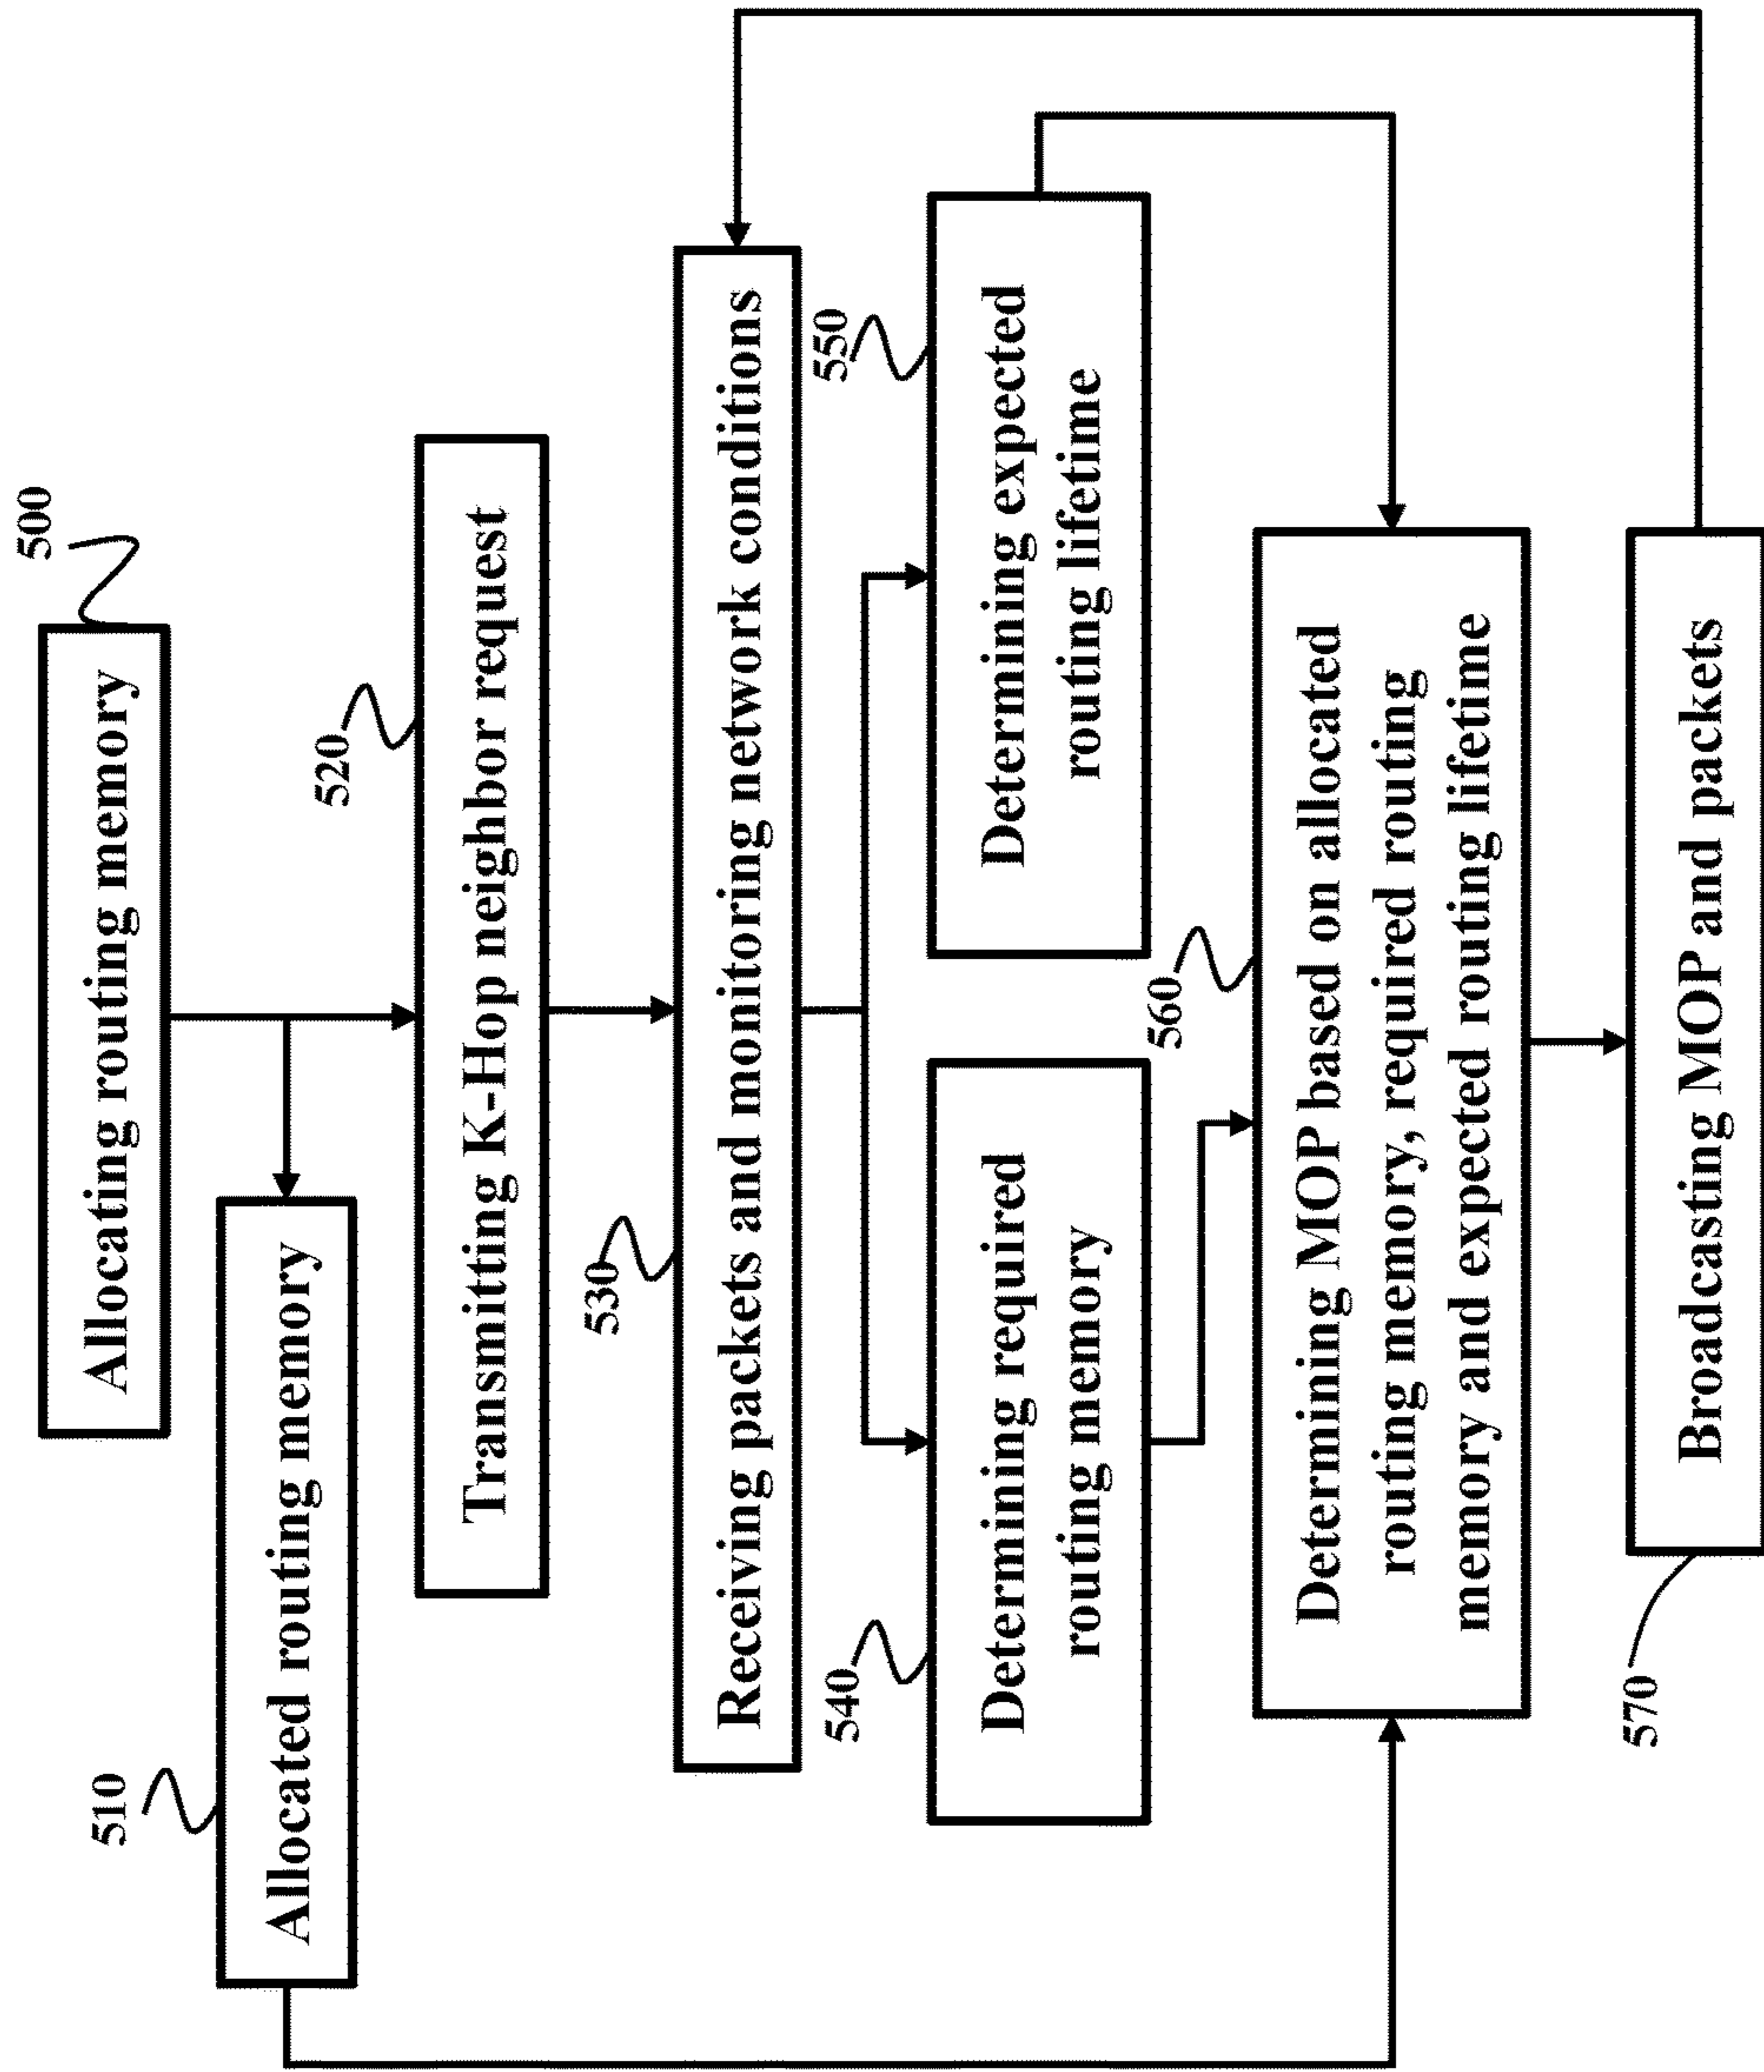 500
Allocating routing memory
510
Allocated routing memory
520
Transmitting K-Hop neighbor request
530
Receiving packets and monitoring network conditions
540
Determining required
routing memory
550
Determining expected
routing lifetime
560
Determining MOP based on allocated
routing memory, required routing
memory and expected routing lifetime
570
Broadcasting MOP and packets